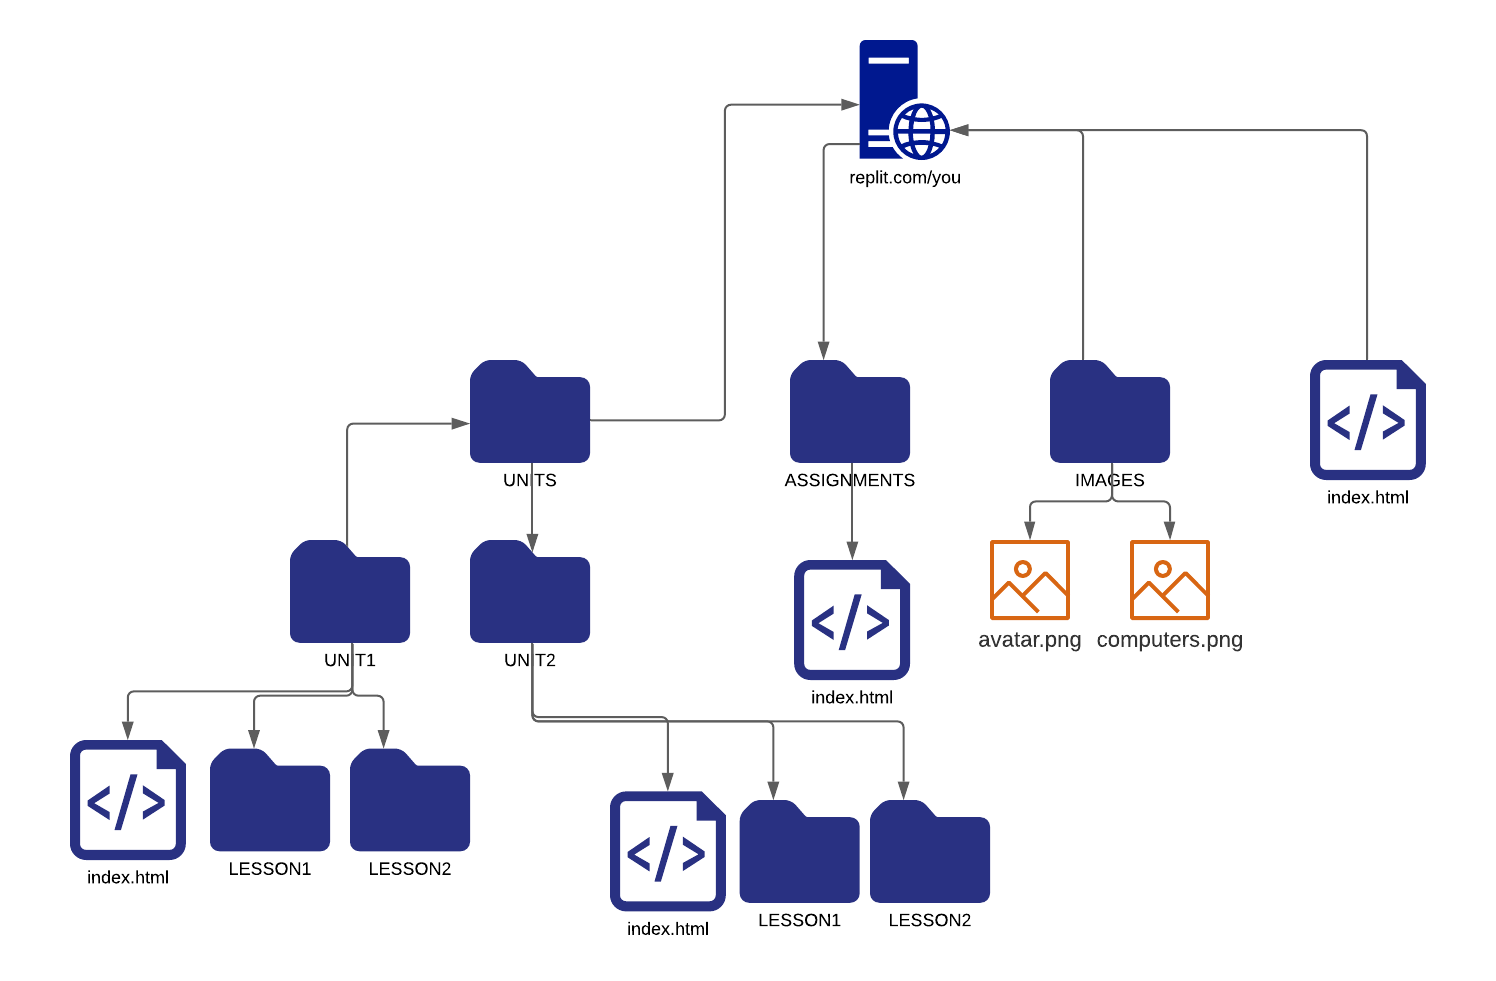 replit.com/you
UNITS
ASSIGNMENTS
IMAGES
index.html
UNIT1
UNIT2
index.html
avatar.png
computers.png
index.html
LESSON1
LESSON2
index.html
LESSON1
LESSON2